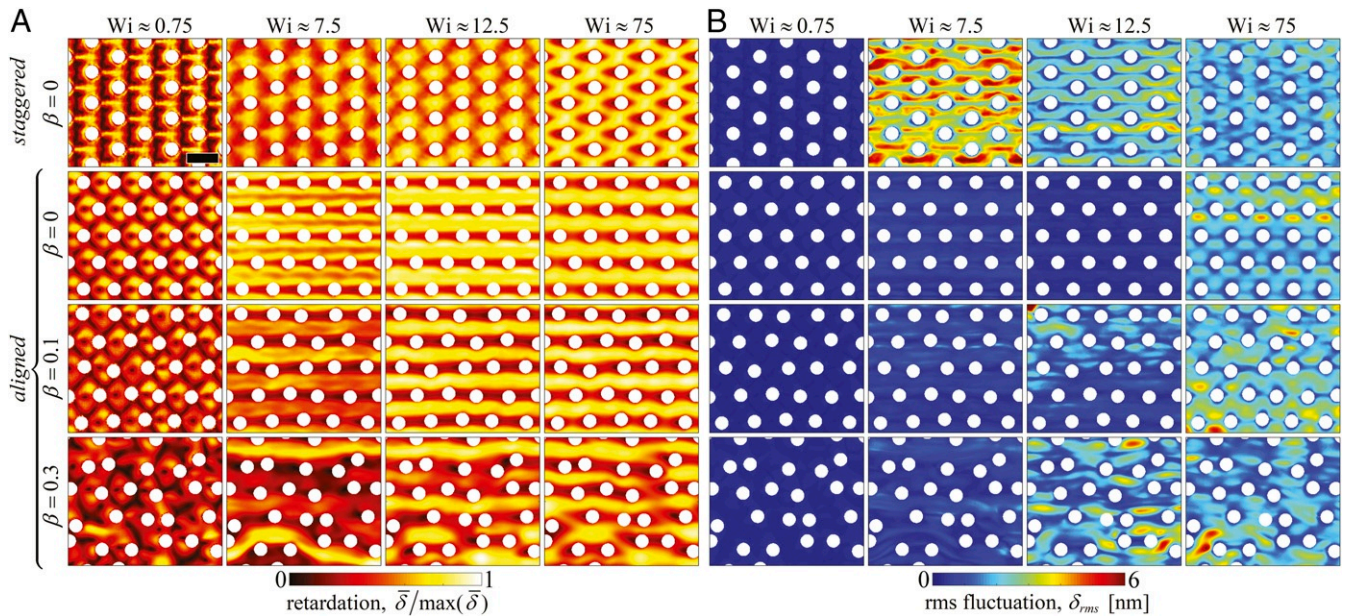 A
Wi ≈ 0.75
Wi ≈ 7.5
Wi ≈ 12.5
Wi ≈ 75
staggered
β = 0
aligned
β = 0
β = 0.1
β = 0.3
0
1
retardation, δ̅/max(δ̅)
B
Wi ≈ 0.75
Wi ≈ 7.5
Wi ≈ 12.5
Wi ≈ 75
0
6
rms fluctuation, δrms [nm]